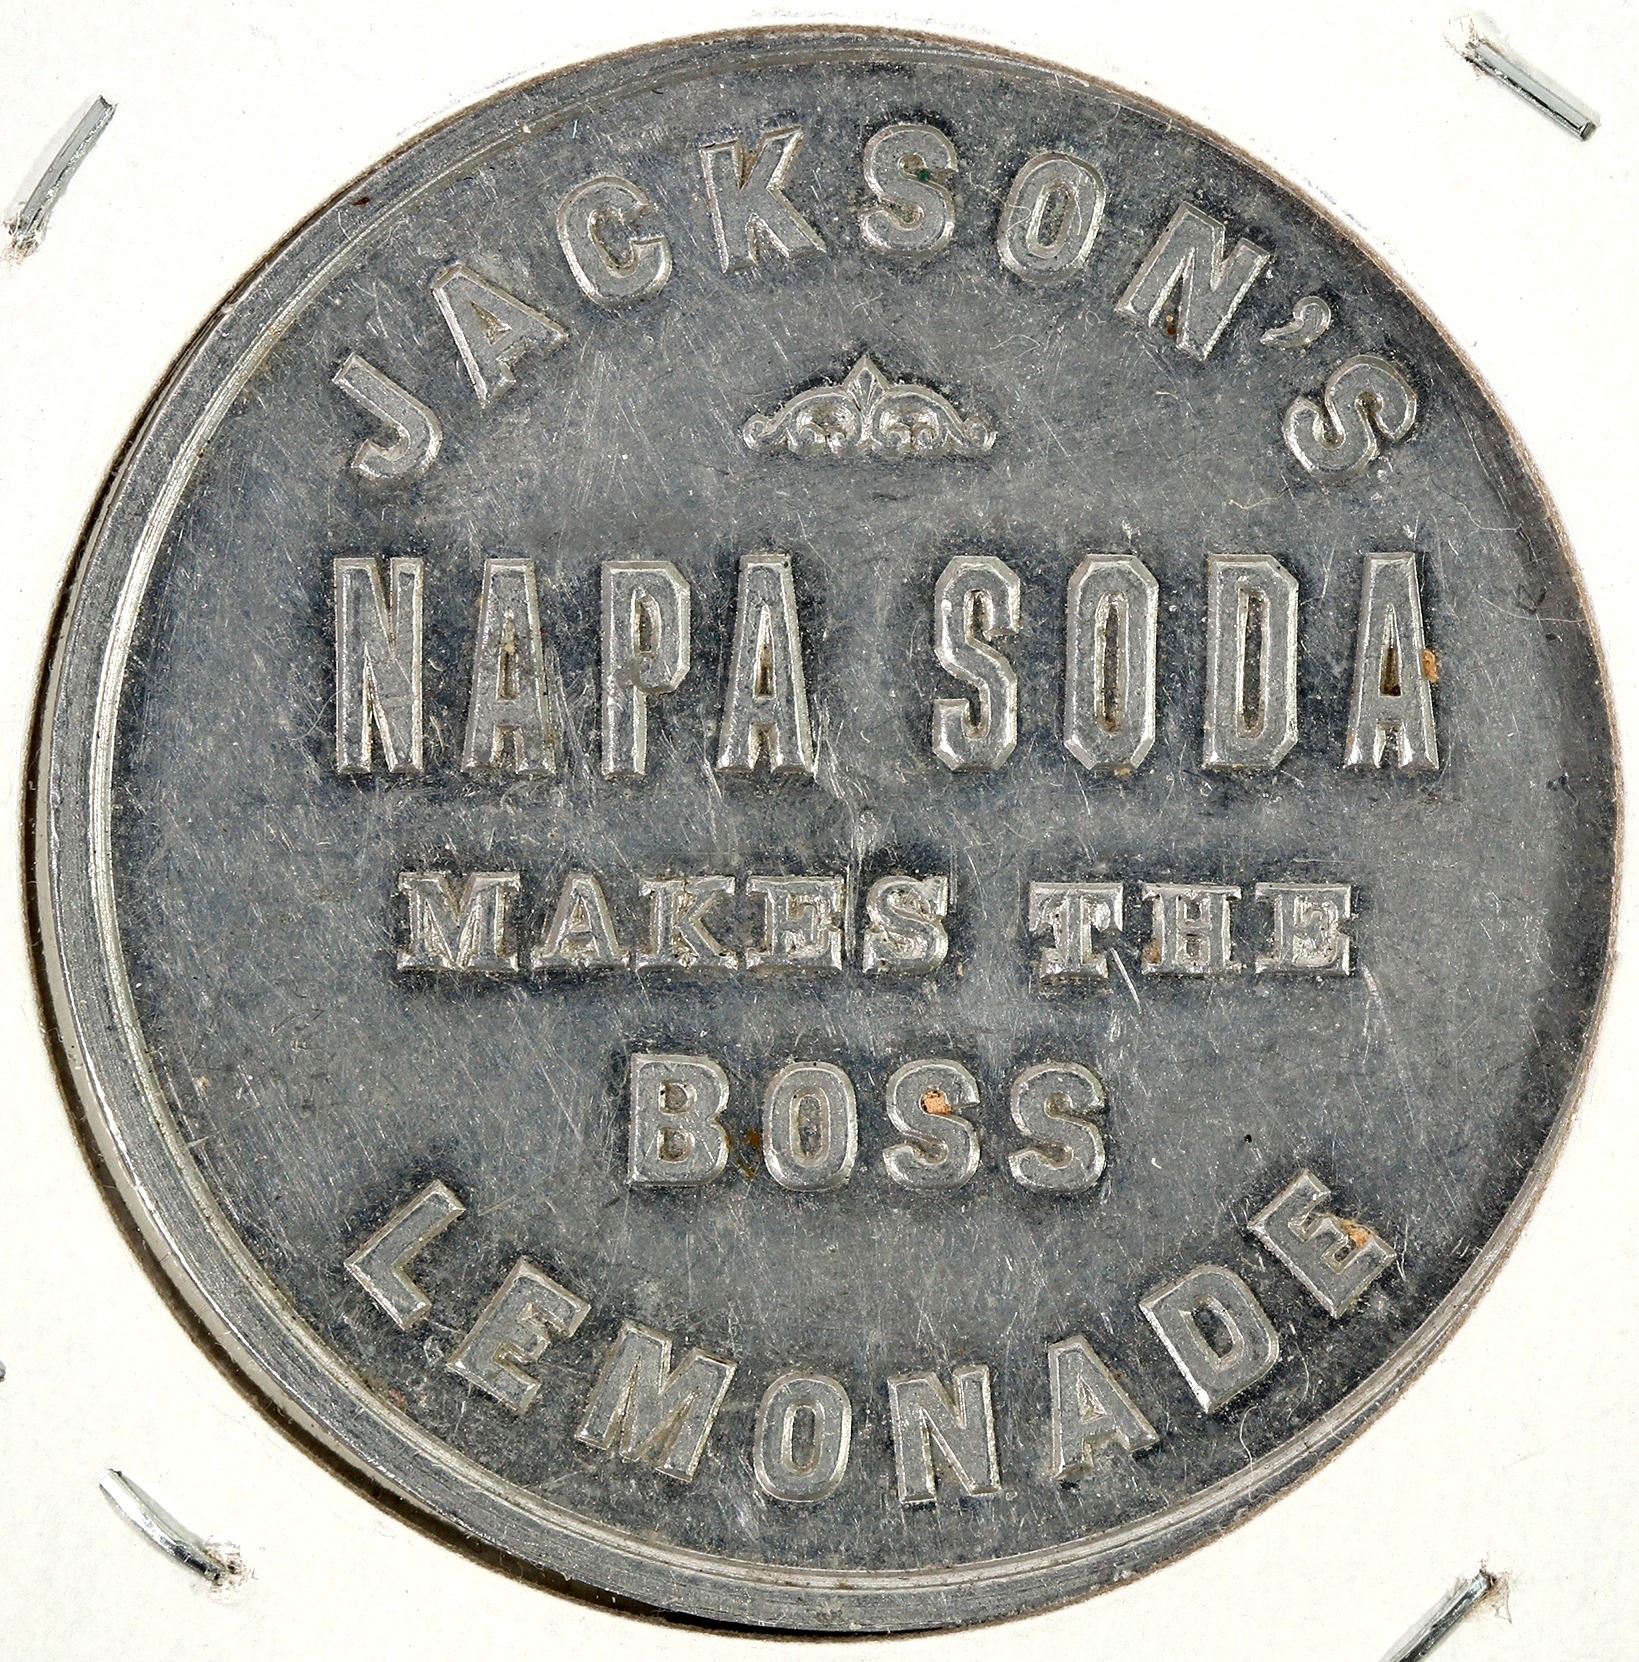 JACKSON'S
NAPA SODA
MAKES THE
BOSS
LEMONADE